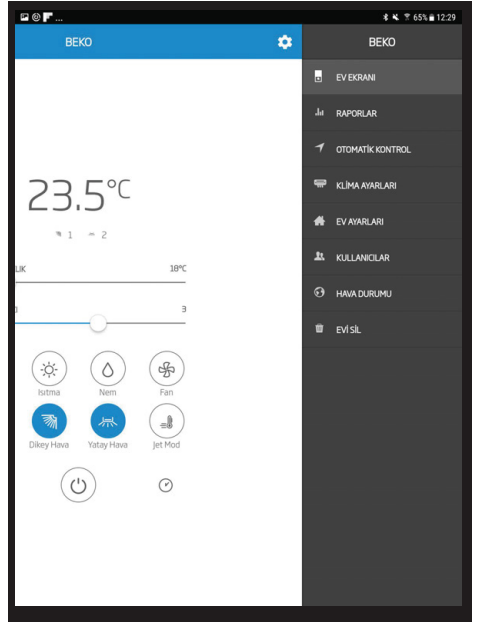 65% 12:29
BEKO
23.5°C
1 2
LIK 18°C
3
Isıtma Nem Fan
Dikey Hava Yatay Hava Jet Mod
BEKO
EV EKRANI
RAPORLAR
OTOMATİK KONTROL
KLİMA AYARLARI
EV AYARLARI
KULLANICILAR
HAVA DURUMU
EVİ SİL